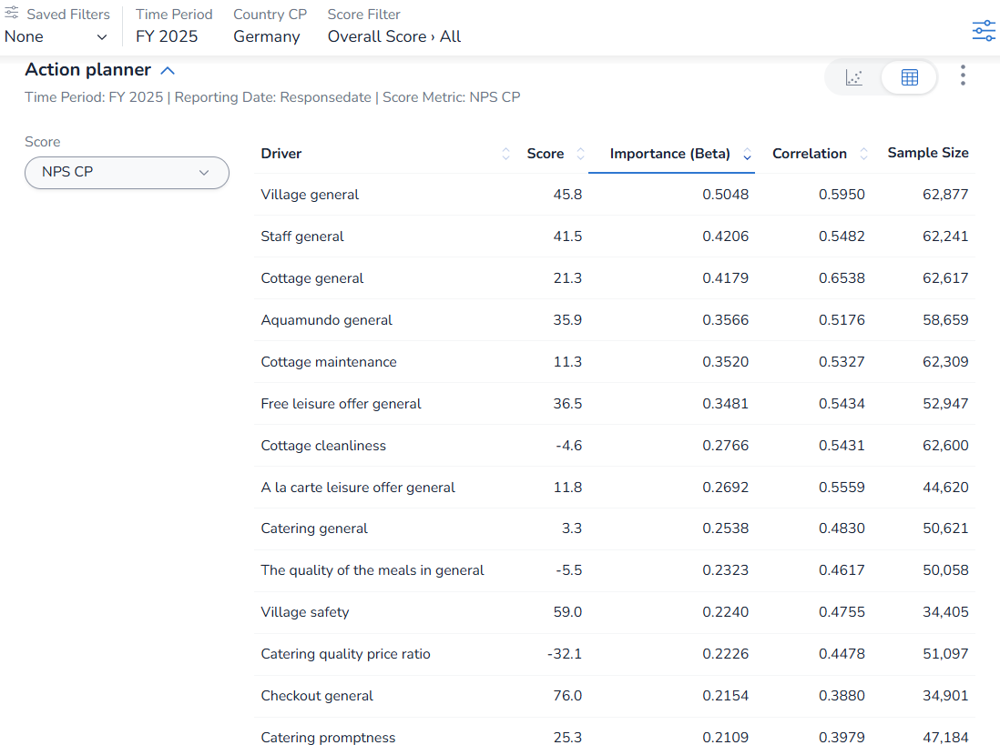 Saved Filters Time Period Country CP Score Filter
None FY 2025 Germany Overall Score › All
Action planner
Time Period: FY 2025 | Reporting Date: Responsedate | Score Metric: NPS CP
Score
NPS CP
Driver Score Importance (Beta) Correlation Sample Size
Village general 45.8 0.5048 0.5950 62,877
Staff general 41.5 0.4206 0.5482 62,241
Cottage general 21.3 0.4179 0.6538 62,617
Aquamundo general 35.9 0.3566 0.5176 58,659
Cottage maintenance 11.3 0.3520 0.5327 62,309
Free leisure offer general 36.5 0.3481 0.5434 52,947
Cottage cleanliness -4.6 0.2766 0.5431 62,600
A la carte leisure offer general 11.8 0.2692 0.5559 44,620
Catering general 3.3 0.2538 0.4830 50,621
The quality of the meals in general -5.5 0.2323 0.4617 50,058
Village safety 59.0 0.2240 0.4755 34,405
Catering quality price ratio -32.1 0.2226 0.4478 51,097
Checkout general 76.0 0.2154 0.3880 34,901
Catering promptness 25.3 0.2109 0.3979 47,184